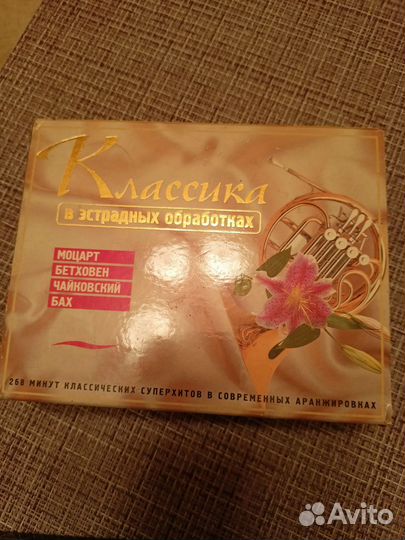 Классика
в эстрадных обработках
МОЦАРТ
БЕТХОВЕН
ЧАЙКОВСКИЙ
БАХ
268 МИНУТ КЛАССИЧЕСКИХ СУПЕРХИТОВ В СОВРЕМЕННЫХ АРАНЖИРОВКАХ
Avito